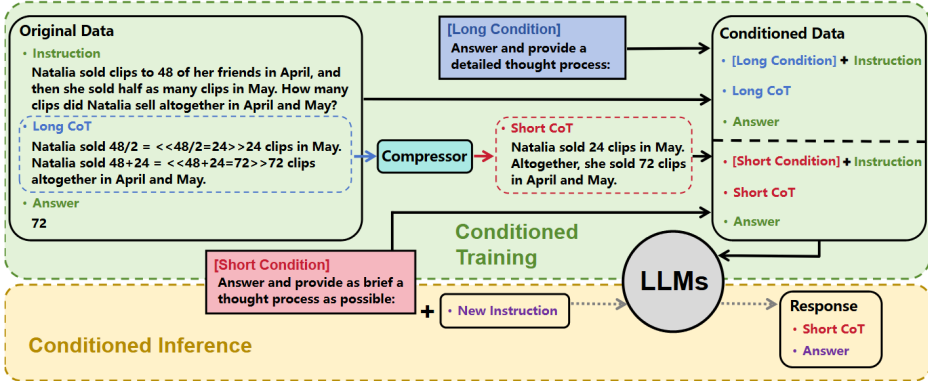 Original Data
• Instruction
Natalia sold clips to 48 of her friends in April, and
then she sold half as many clips in May. How many
clips did Natalia sell altogether in April and May?
• Long CoT
Natalia sold 48/2 = <<48/2=24>>24 clips in May.
Natalia sold 48+24 = <<48+24=72>>72 clips
altogether in April and May.
• Answer
72
Compressor
[Long Condition]
Answer and provide a
detailed thought process:
• Short CoT
Natalia sold 24 clips in May.
Altogether, she sold 72 clips
in April and May.
Conditioned Data
• [Long Condition] + Instruction
• Long CoT
• Answer
• [Short Condition] + Instruction
• Short CoT
• Answer
Conditioned
Training
[Short Condition]
Answer and provide as brief a
thought process as possible:
+
• New Instruction
LLMs
Response
• Short CoT
• Answer
Conditioned Inference